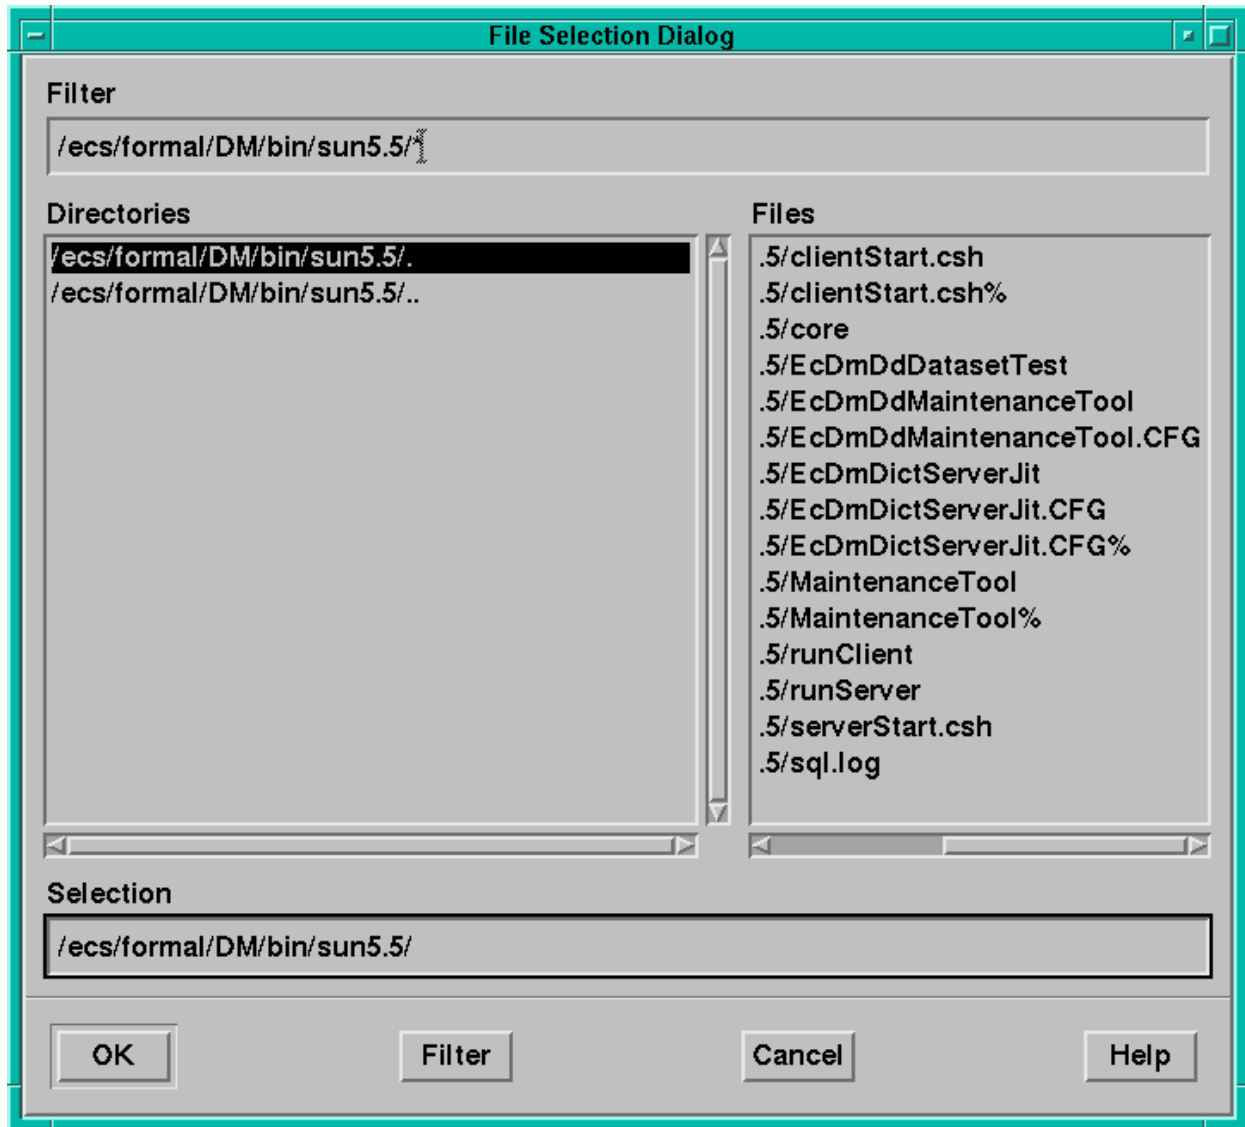 File Selection Dialog
Filter
/ecs/formal/DM/bin/sun5.5/*
Directories
/ecs/formal/DM/bin/sun5.5/.
/ecs/formal/DM/bin/sun5.5/..
Files
.5/clientStart.csh
.5/clientStart.csh%
.5/core
.5/EcDmDdDatasetTest
.5/EcDmDdMaintenanceTool
.5/EcDmDdMaintenanceTool.CFG
.5/EcDmDictServerJit
.5/EcDmDictServerJit.CFG
.5/EcDmDictServerJit.CFG%
.5/MaintenanceTool
.5/MaintenanceTool%
.5/runClient
.5/runServer
.5/serverStart.csh
.5/sql.log
Selection
/ecs/formal/DM/bin/sun5.5/
OK
Filter
Cancel
Help